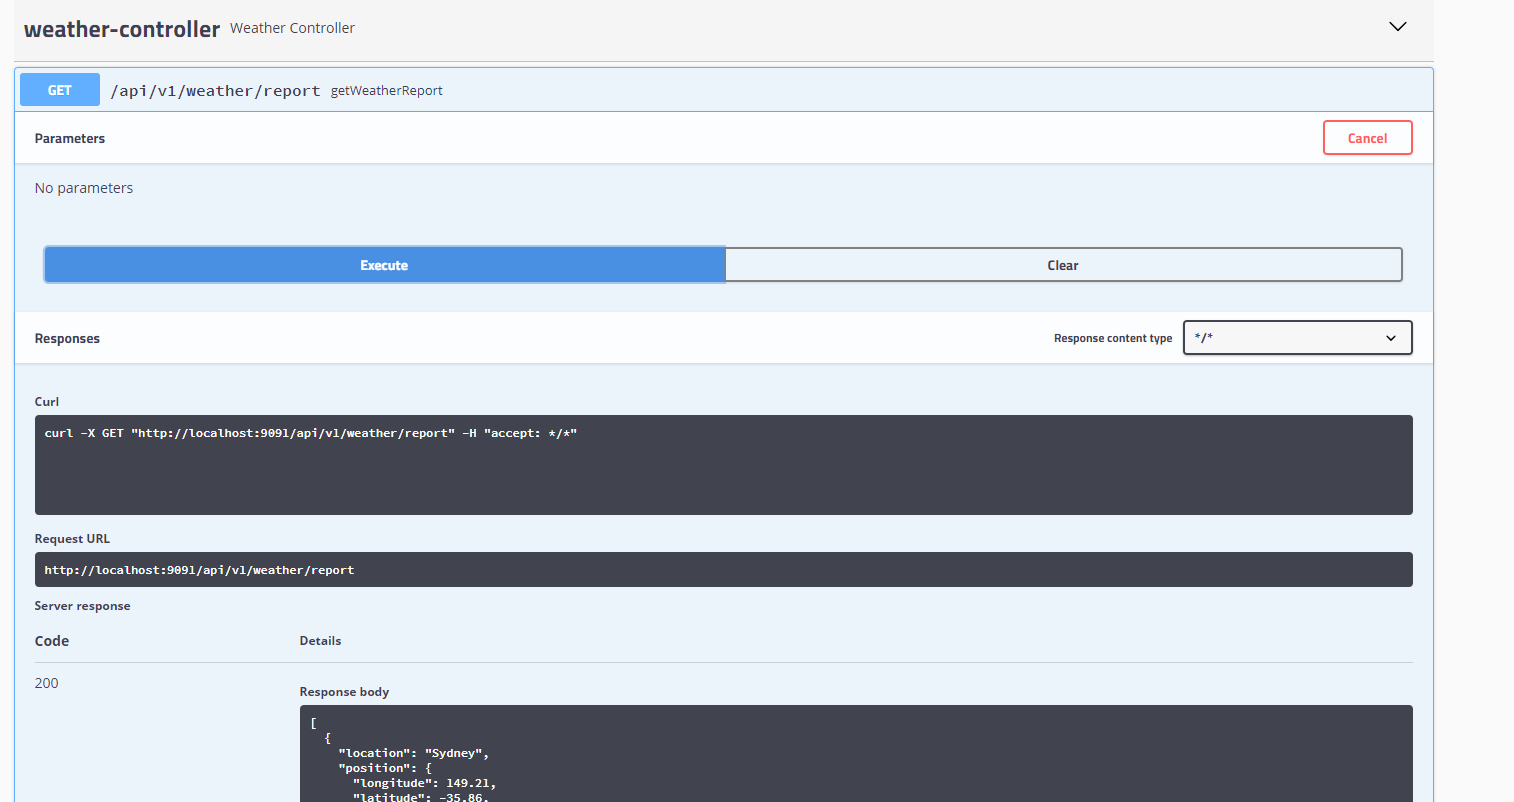 weather-controller Weather Controller
GET /api/v1/weather/report getWeatherReport
Parameters Cancel
No parameters
Execute Clear
Responses Response content type */*
Curl
curl -X GET "http://localhost:9091/api/v1/weather/report" -H "accept: */*"
Request URL
http://localhost:9091/api/v1/weather/report
Server response
Code Details
200
Response body
[
{
"location": "Sydney",
"position": {
"longitude": 149.21,
"latitude": -35.86,